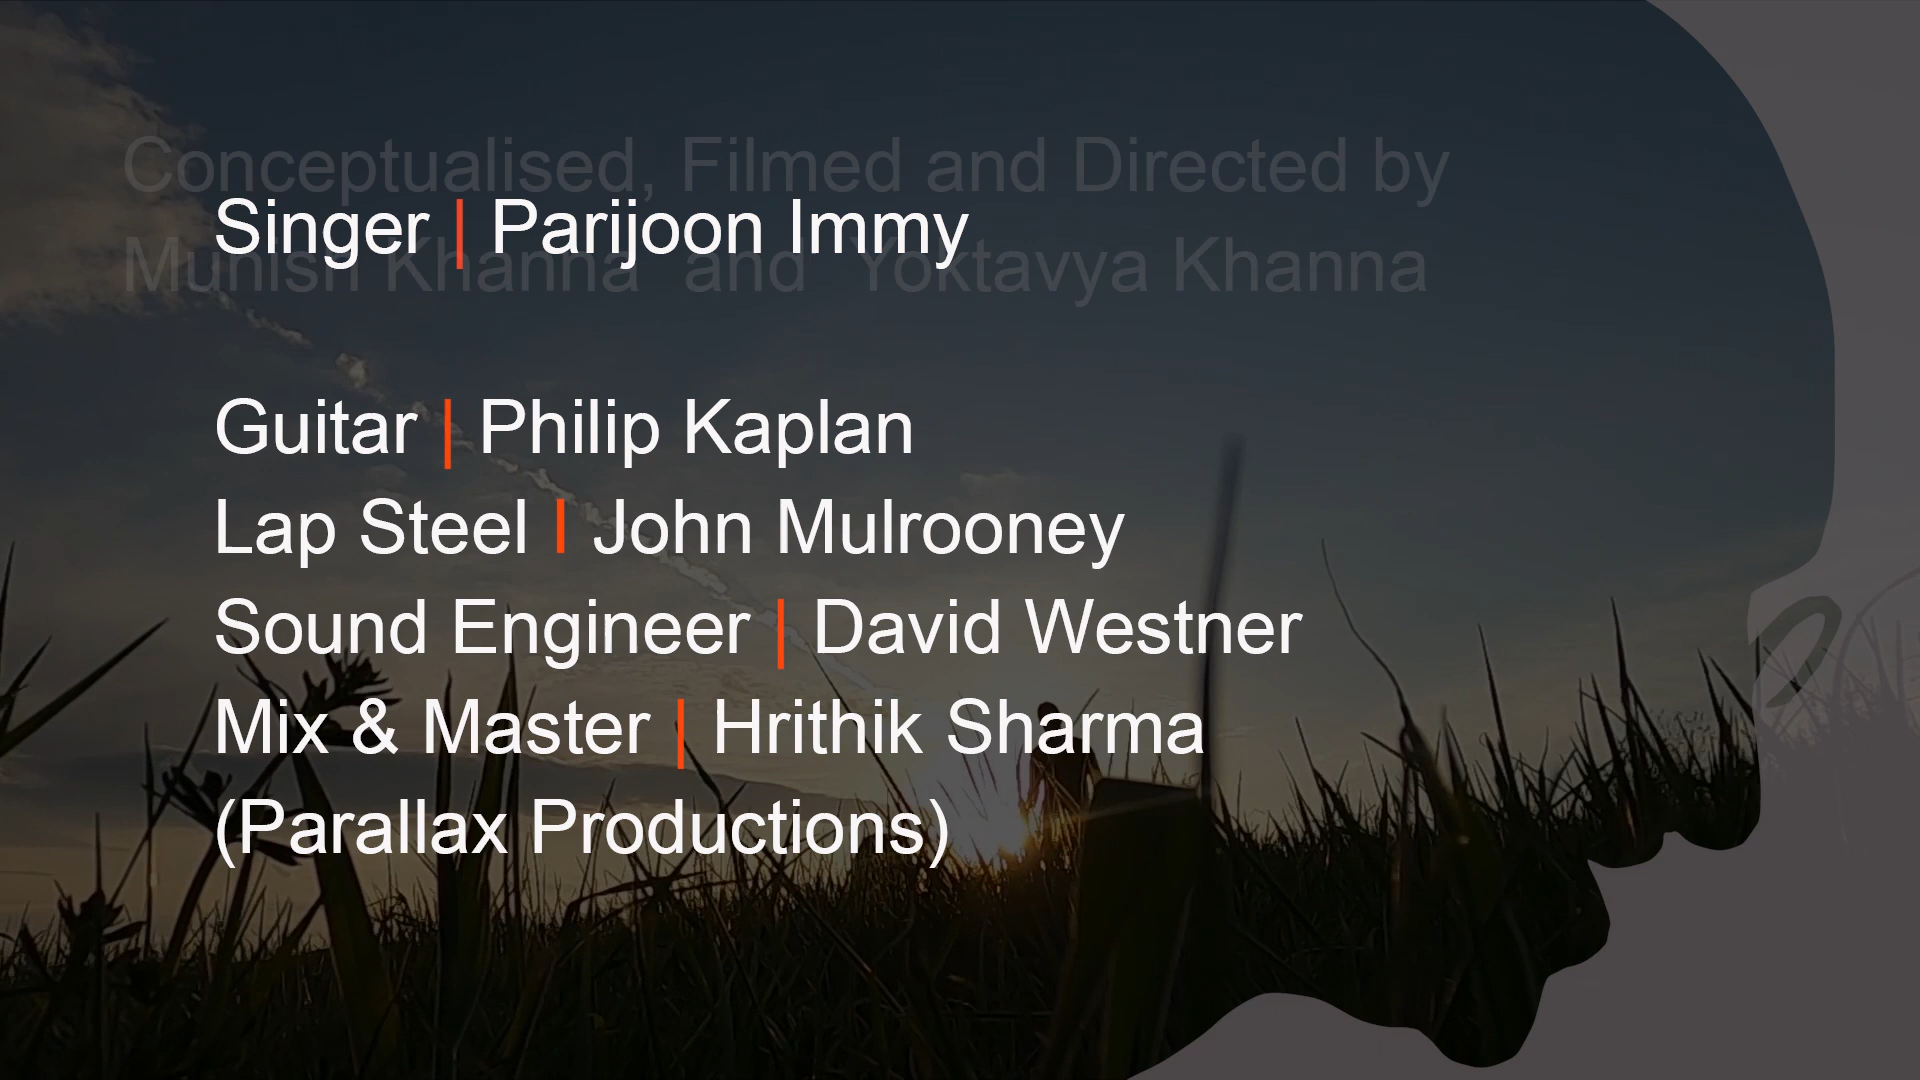 Conceptualised, Filmed and Directed by
Munish Khanna and Yoktavya Khanna
Singer | Parijoon Immy
Guitar | Philip Kaplan
Lap Steel I John Mulrooney
Sound Engineer | David Westner
Mix & Master | Hrithik Sharma
(Parallax Productions)